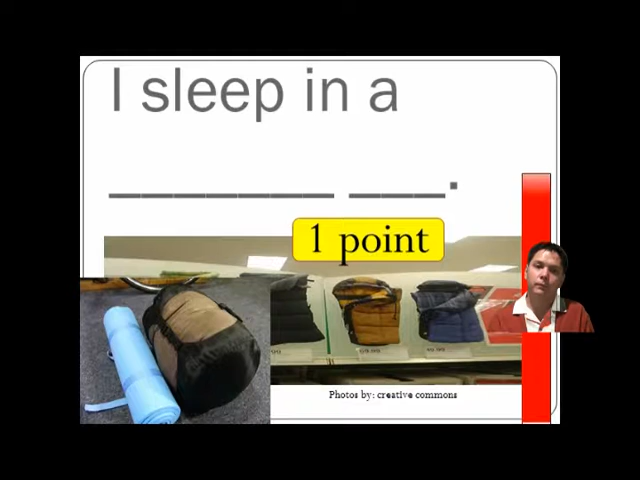 I sleep in a
_______ ___.
1 point
Photos by: creative commons